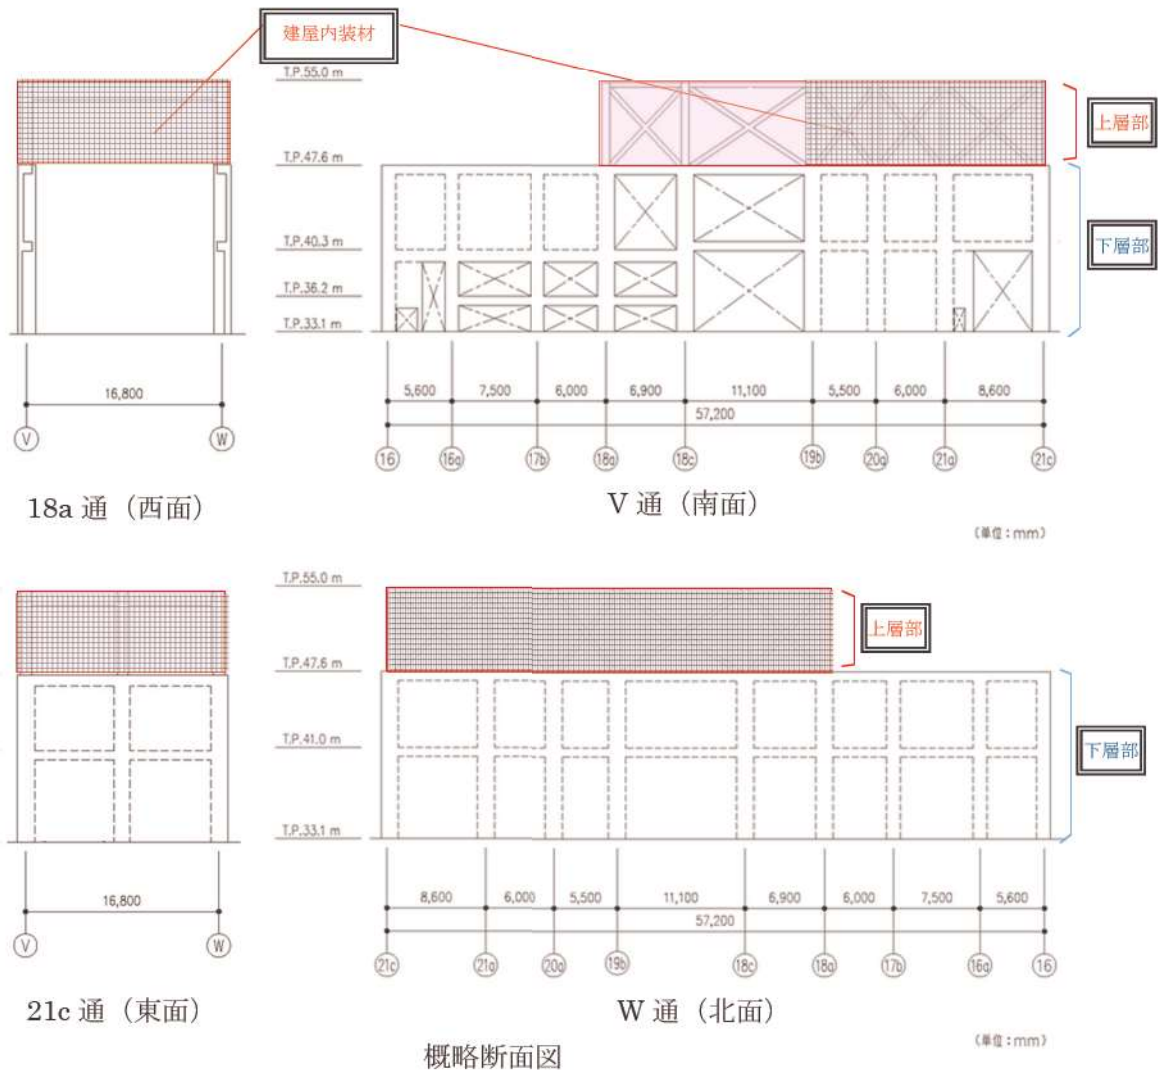 建屋内装材
T.P.55.0 m
上層部
T.P.47.6 m
下層部
T.P.40.3 m
T.P.36.2 m
T.P.33.1 m
16,800
5,600 7,500 6,000 6,900 11,100 5,500 6,000 8,600
57,200
V W
16 16a 17b 18a 18c 19b 20a 21a 21c
18a 通（西面）
V 通（南面）
（単位：mm）
T.P.55.0 m
上層部
T.P.47.6 m
T.P.41.0 m
下層部
T.P.33.1 m
16,800
8,600 6,000 5,500 11,100 6,900 6,000 7,500 5,600
57,200
V W
21c 21a 20a 19b 18c 18a 17b 16a 16
21c 通（東面）
W 通（北面）
（単位：mm）
概略断面図